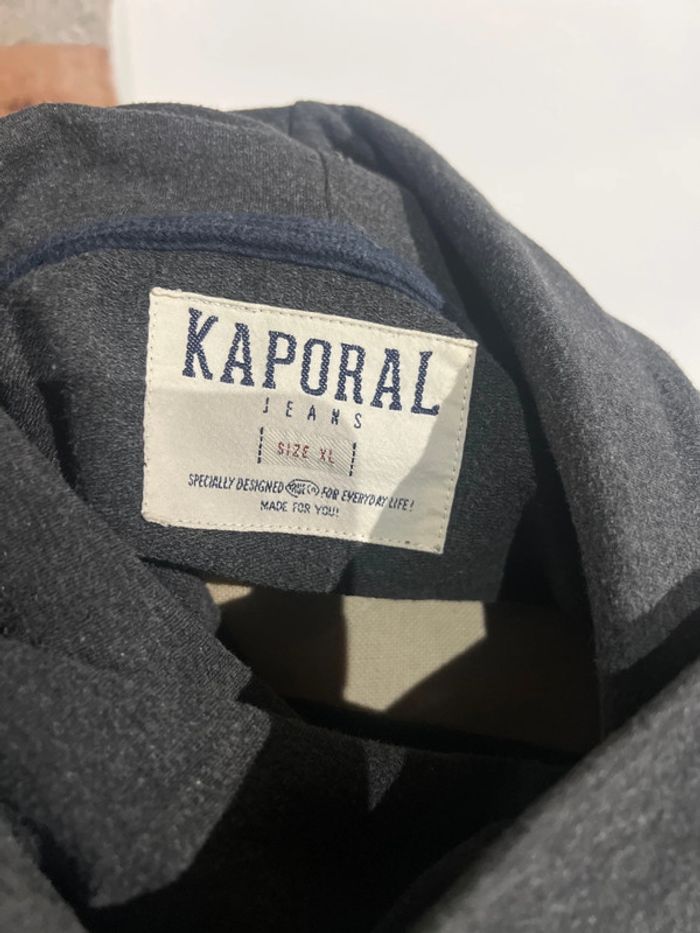 KAPORAL
JEANS
SIZE XL
SPECIALLY DESIGNED FOR EVERYDAY LIFE!
MADE FOR YOU!